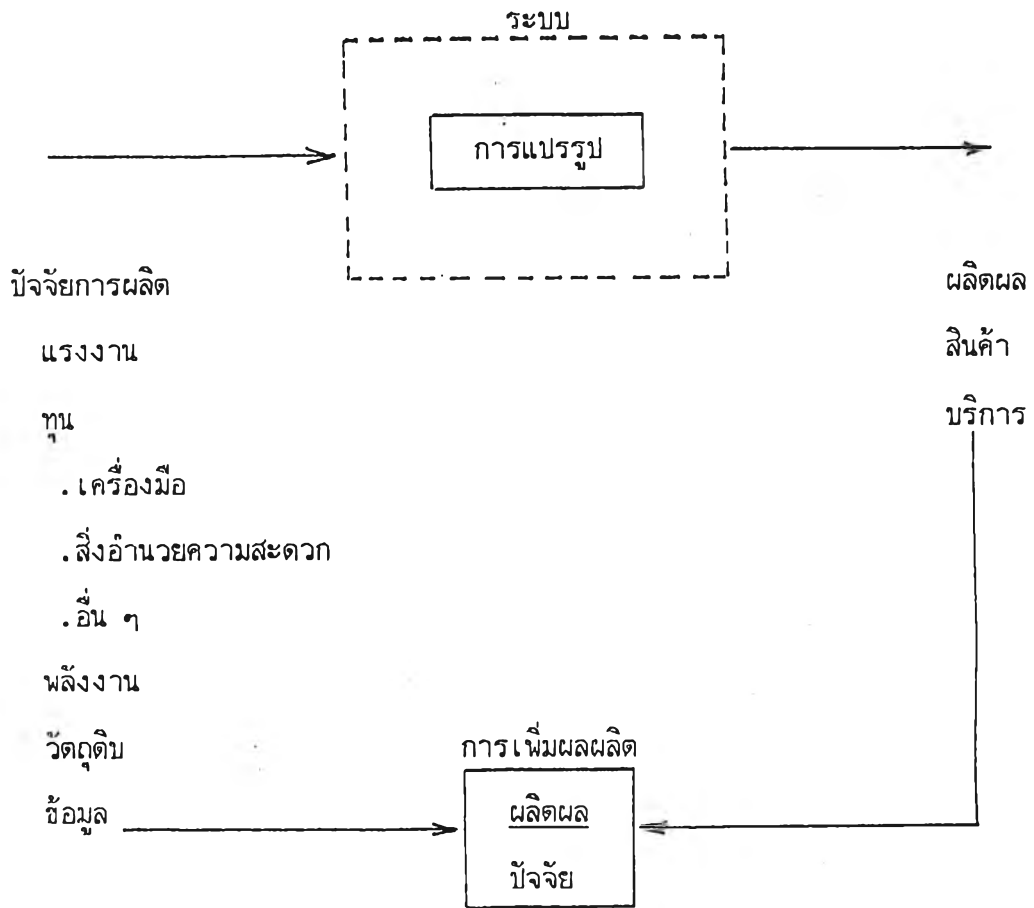 ระบบ
การแปรรูป
ปัจจัยการผลิต
แรงงาน
ทุน
.เครื่องมือ
.สิ่งอำนวยความสะดวก
.อื่น ๆ
พลังงาน
วัตถุดิบ
ข้อมูล
ผลิตผล
สินค้า
บริการ
การเพิ่มผลผลิต
ผลิตผล
ปัจจัย